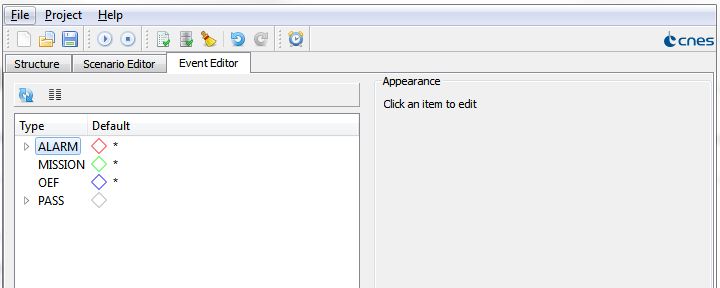 File Project Help
cnes
Structure Scenario Editor Event Editor
Appearance
Click an item to edit
Type Default
ALARM *
MISSION *
OEF *
PASS